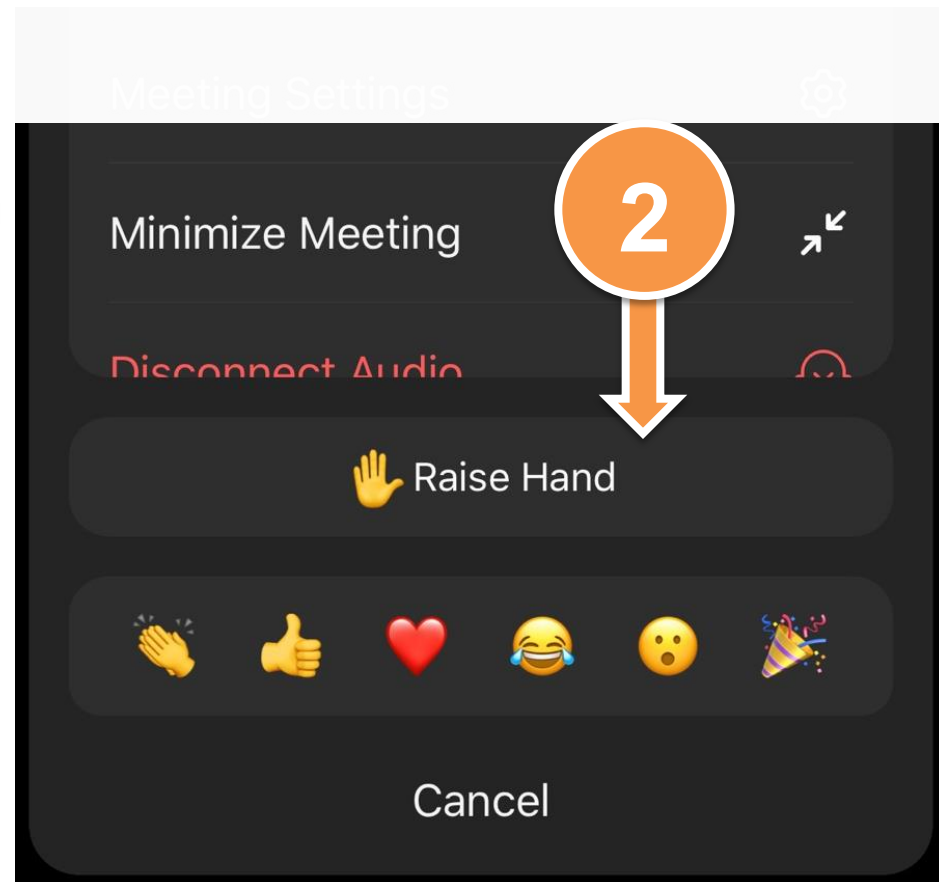 Meeting Settings
Minimize Meeting
2
Disconnect Audio
✋ Raise Hand
👏 👍 ❤️ 😂 😮 🎉
Cancel